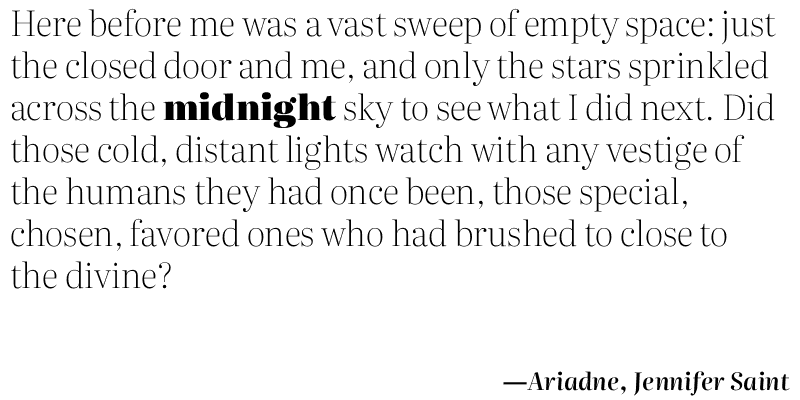 Here before me was a vast sweep of empty space: just
the closed door and me, and only the stars sprinkled
across the midnight sky to see what I did next. Did
those cold, distant lights watch with any vestige of
the humans they had once been, those special,
chosen, favored ones who had brushed to close to
the divine?
—Ariadne, Jennifer Saint